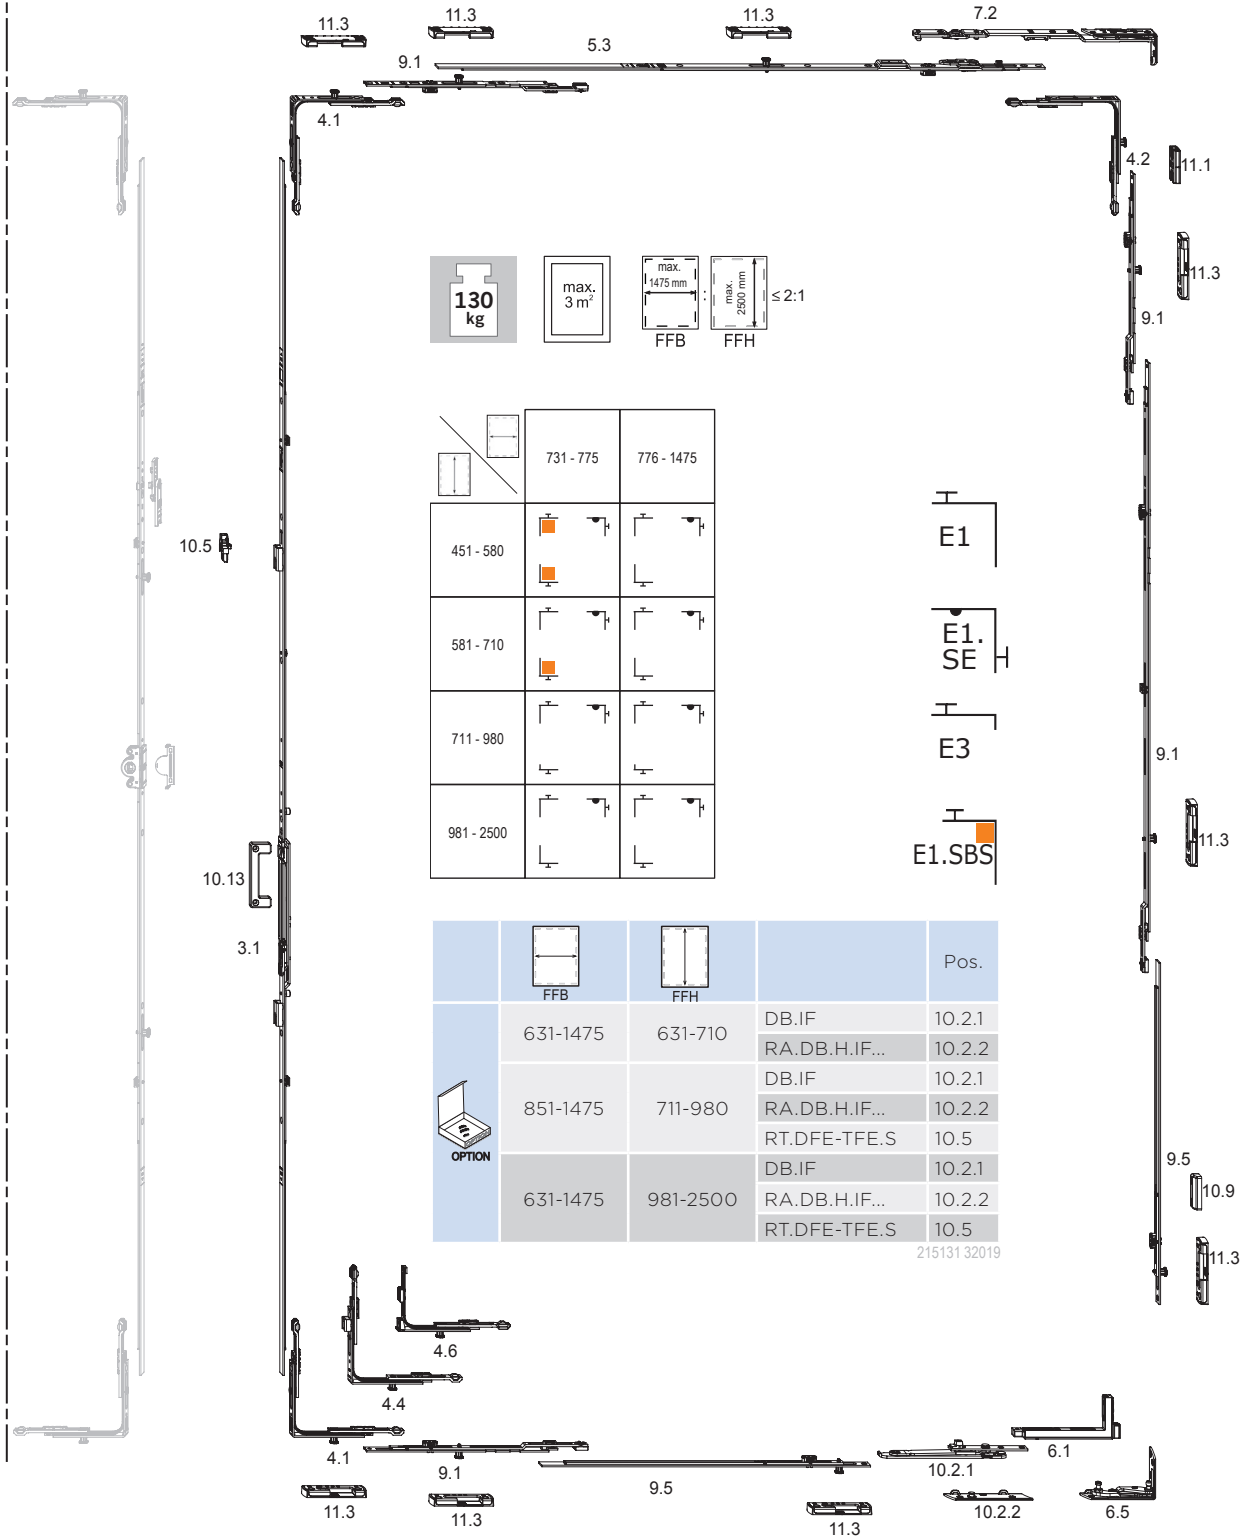 11.3
11.3
11.3
7.2
5.3
9.1
4.1
4.2
11.1
11.3
9.1
130
kg
max.
3 m²
max.
1475 mm
FFB
:
max.
2500 mm
FFH
≤ 2:1
731 - 775
776 - 1475
451 - 580
581 - 710
711 - 980
981 - 2500
E1
E1.
SE
E3
E1.SBS
10.5
10.13
3.1
9.1
11.3
FFB
FFH
Pos.
OPTION
631-1475
631-710
DB.IF
10.2.1
RA.DB.H.IF...
10.2.2
851-1475
711-980
DB.IF
10.2.1
RA.DB.H.IF...
10.2.2
RT.DFE-TFE.S
10.5
631-1475
981-2500
DB.IF
10.2.1
RA.DB.H.IF...
10.2.2
RT.DFE-TFE.S
10.5
215131 32019
9.5
10.9
11.3
4.6
4.4
4.1
9.1
9.5
10.2.1
6.1
10.2.2
6.5
11.3
11.3
11.3